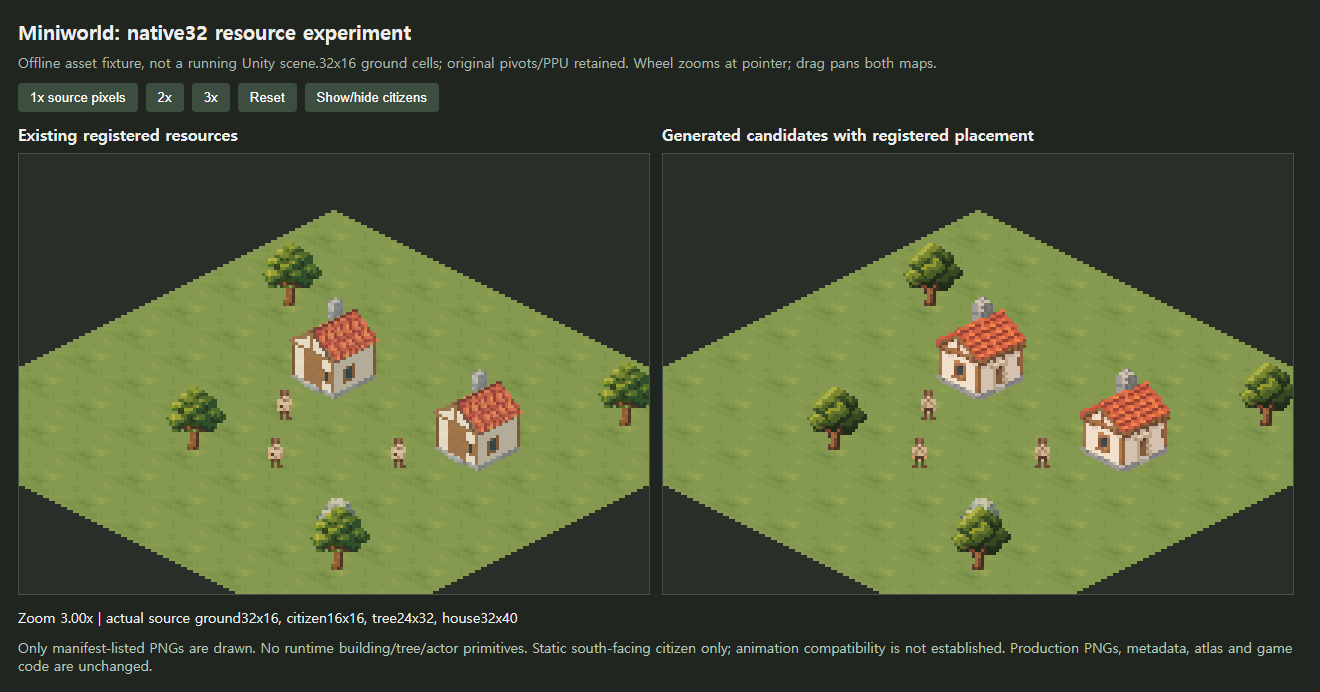 Miniworld: native32 resource experiment
Offline asset fixture, not a running Unity scene.32x16 ground cells; original pivots/PPU retained. Wheel zooms at pointer; drag pans both maps.
1x source pixels 2x 3x Reset Show/hide citizens
Existing registered resources
Generated candidates with registered placement
Zoom 3.00x | actual source ground32x16, citizen16x16, tree24x32, house32x40
Only manifest-listed PNGs are drawn. No runtime building/tree/actor primitives. Static south-facing citizen only; animation compatibility is not established. Production PNGs, metadata, atlas and game
code are unchanged.